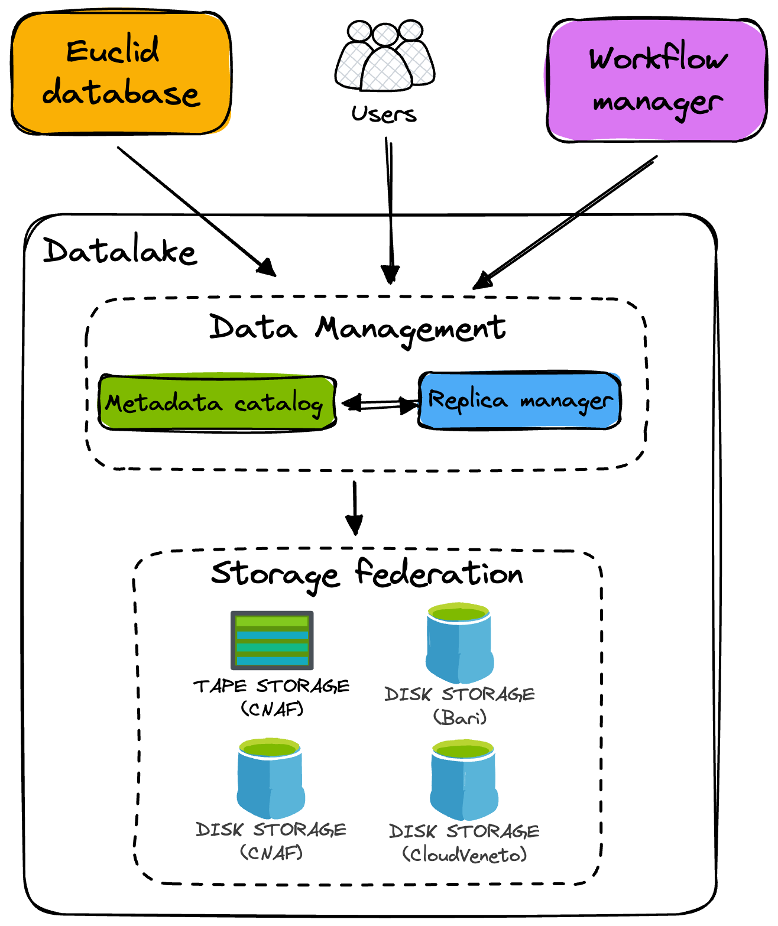 Euclid
database
Users
Workflow
manager
Datalake
Data Management
Metadata catalog
Replica manager
Storage federation
TAPE STORAGE
(CNAF)
DISK STORAGE
(Bari)
DISK STORAGE
(CNAF)
DISK STORAGE
(CloudVeneto)